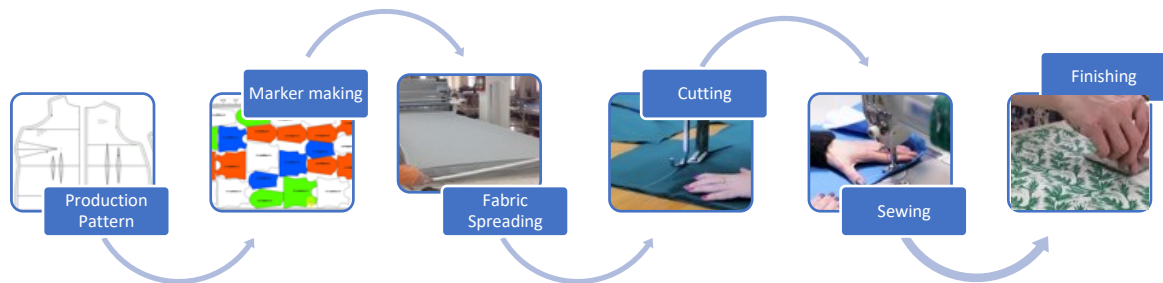 Production
Pattern
Marker making
Fabric
Spreading
Cutting
Sewing
Finishing